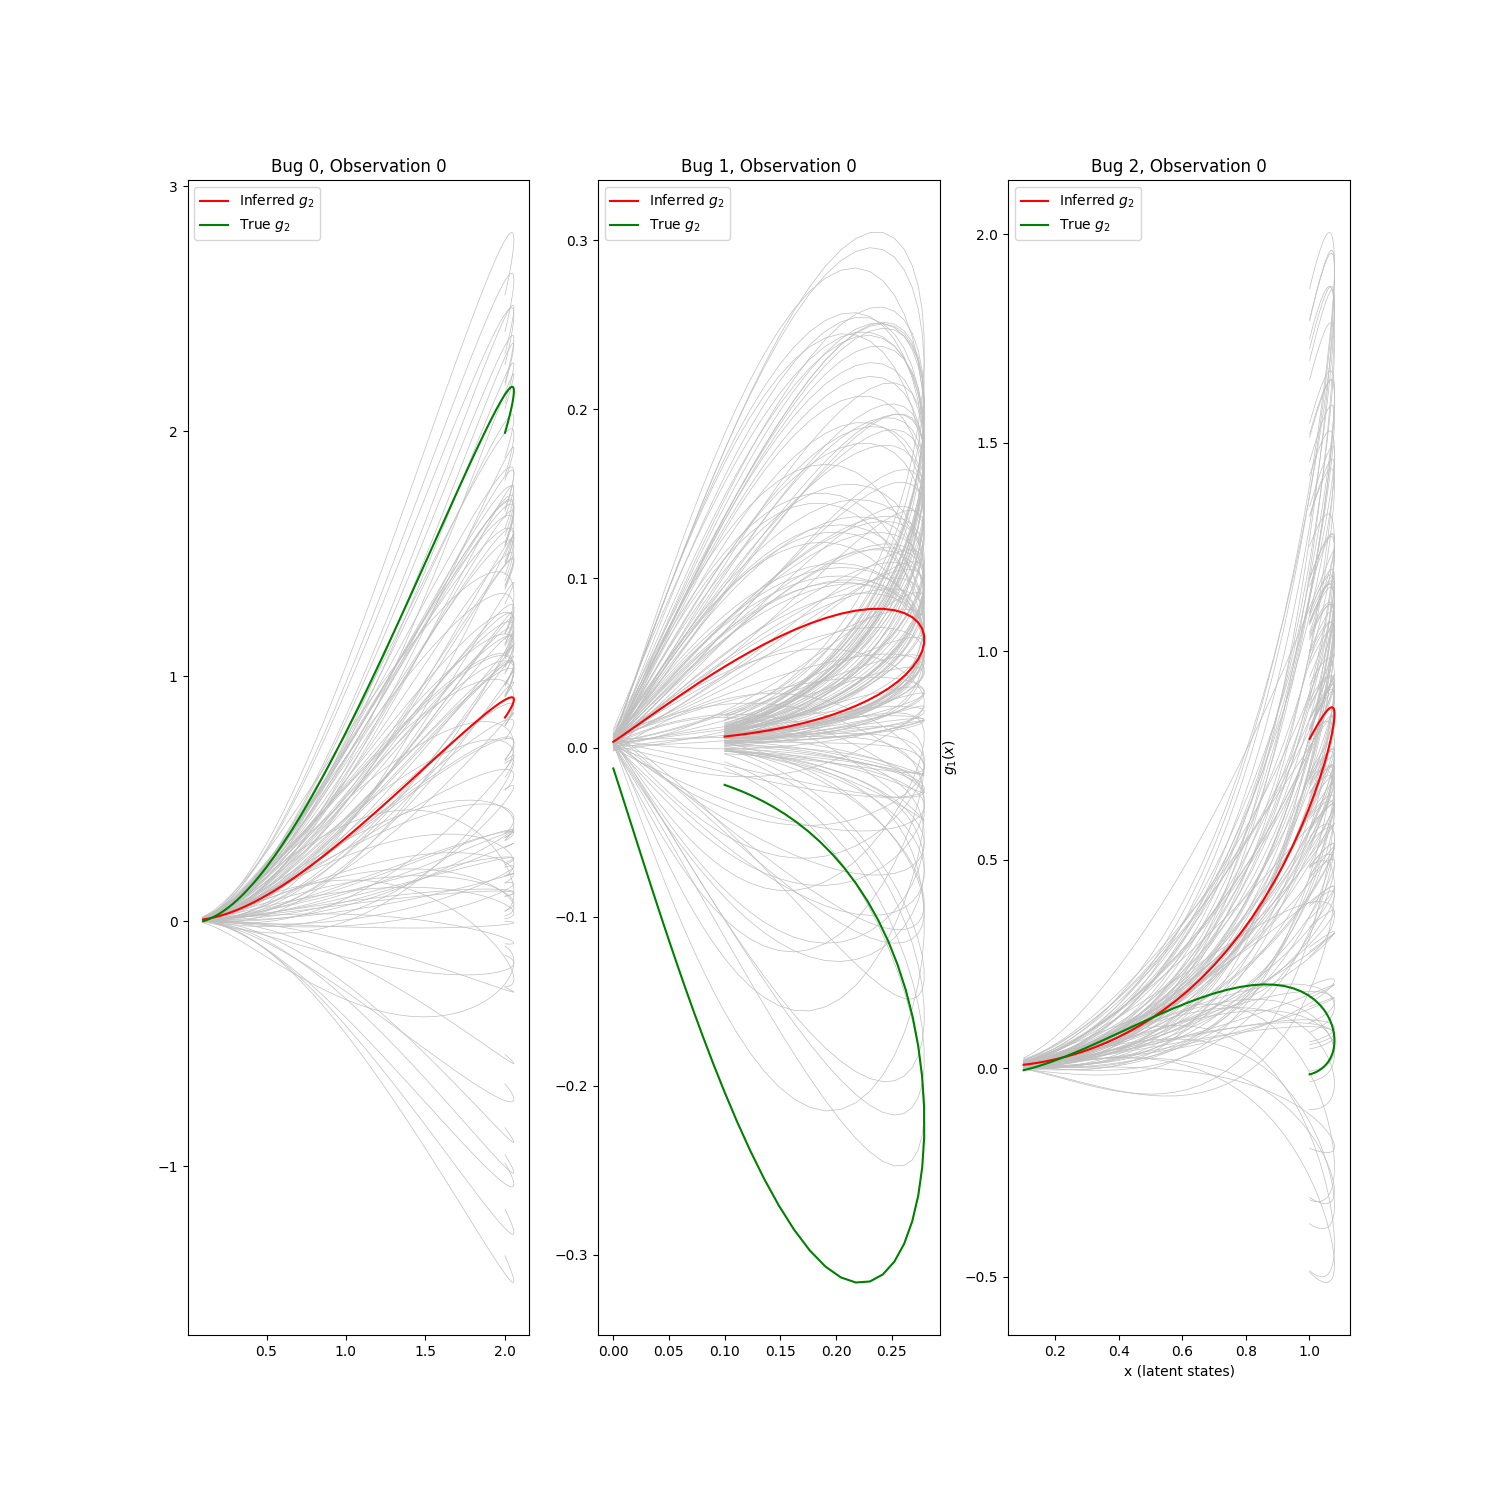 Bug 0, Observation 0
Inferred g₂
True g₂
3
2
1
0
−1
0.5 1.0 1.5 2.0
Bug 1, Observation 0
Inferred g₂
True g₂
0.3
0.2
0.1
0.0
−0.1
−0.2
−0.3
0.00 0.05 0.10 0.15 0.20 0.25
Bug 2, Observation 0
Inferred g₂
True g₂
g₁(x)
2.0
1.5
1.0
0.5
0.0
−0.5
0.2 0.4 0.6 0.8 1.0
x (latent states)